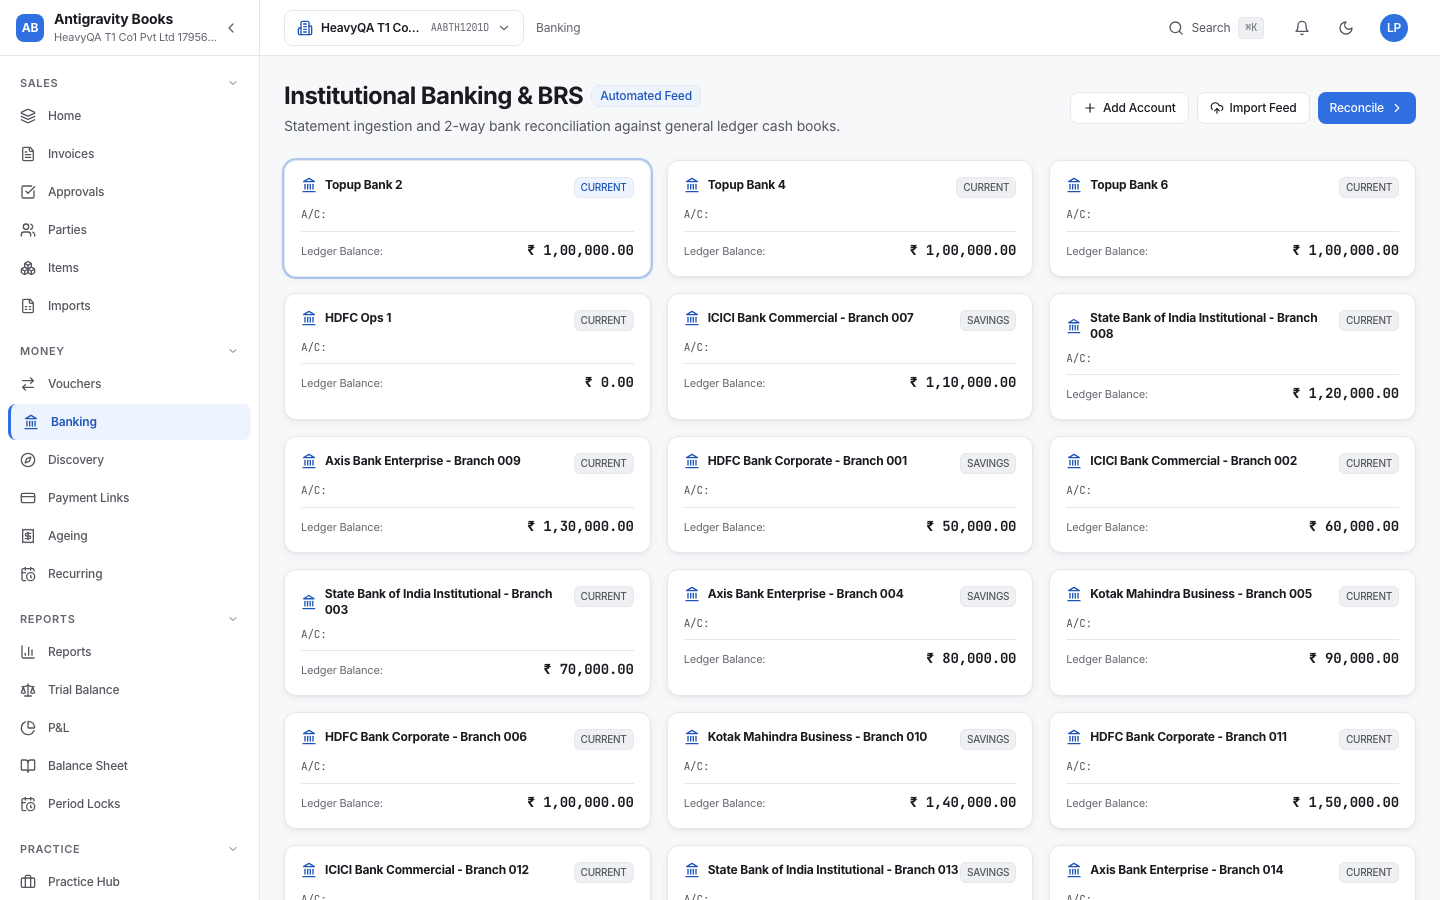 AB
Antigravity Books
HeavyQA T1 Co1 Pvt Ltd 17956...
SALES
Home
Invoices
Approvals
Parties
Items
Imports
MONEY
Vouchers
Banking
Discovery
Payment Links
Ageing
Recurring
REPORTS
Reports
Trial Balance
P&L
Balance Sheet
Period Locks
PRACTICE
Practice Hub
HeavyQA T1 Co... AABTH1201D
Banking
Search ⌘K
LP
Institutional Banking & BRS Automated Feed
Statement ingestion and 2-way bank reconciliation against general ledger cash books.
Add Account
Import Feed
Reconcile
Topup Bank 2 CURRENT
A/C:
Ledger Balance: ₹ 1,00,000.00
Topup Bank 4 CURRENT
A/C:
Ledger Balance: ₹ 1,00,000.00
Topup Bank 6 CURRENT
A/C:
Ledger Balance: ₹ 1,00,000.00
HDFC Ops 1 CURRENT
A/C:
Ledger Balance: ₹ 0.00
ICICI Bank Commercial - Branch 007 SAVINGS
A/C:
Ledger Balance: ₹ 1,10,000.00
State Bank of India Institutional - Branch CURRENT
008
A/C:
Ledger Balance: ₹ 1,20,000.00
Axis Bank Enterprise - Branch 009 CURRENT
A/C:
Ledger Balance: ₹ 1,30,000.00
HDFC Bank Corporate - Branch 001 SAVINGS
A/C:
Ledger Balance: ₹ 50,000.00
ICICI Bank Commercial - Branch 002 CURRENT
A/C:
Ledger Balance: ₹ 60,000.00
State Bank of India Institutional - Branch CURRENT
003
A/C:
Ledger Balance: ₹ 70,000.00
Axis Bank Enterprise - Branch 004 SAVINGS
A/C:
Ledger Balance: ₹ 80,000.00
Kotak Mahindra Business - Branch 005 CURRENT
A/C:
Ledger Balance: ₹ 90,000.00
HDFC Bank Corporate - Branch 006 CURRENT
A/C:
Ledger Balance: ₹ 1,00,000.00
Kotak Mahindra Business - Branch 010 SAVINGS
A/C:
Ledger Balance: ₹ 1,40,000.00
HDFC Bank Corporate - Branch 011 CURRENT
A/C:
Ledger Balance: ₹ 1,50,000.00
ICICI Bank Commercial - Branch 012 CURRENT
A/C:
State Bank of India Institutional - Branch 013 SAVINGS
A/C:
Axis Bank Enterprise - Branch 014 CURRENT
A/C: